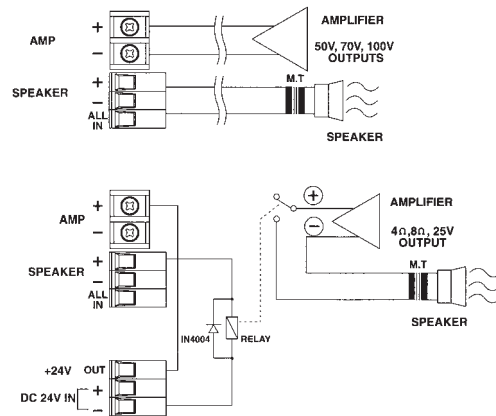 AMP
+
−
AMPLIFIER
50V, 70V, 100V
OUTPUTS
SPEAKER
+
−
ALL
IN
M.T
SPEAKER
AMP
+
−
SPEAKER
+
−
ALL
IN
+
−
AMPLIFIER
4Ω,8Ω, 25V
OUTPUT
M.T
SPEAKER
IN4004
RELAY
+24V OUT
DC 24V IN
+
−